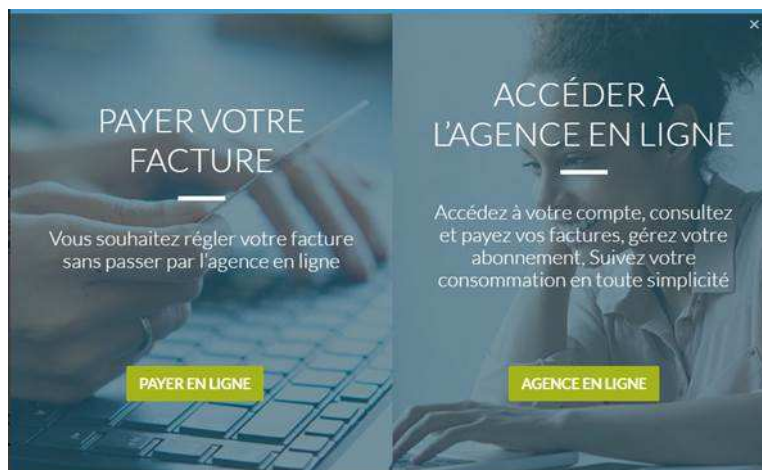 PAYER VOTRE
FACTURE
Vous souhaitez régler votre facture
sans passer par l'agence en ligne
PAYER EN LIGNE
ACCÉDER À
L'AGENCE EN LIGNE
Accédez à votre compte, consultez
et payez vos factures, gérez votre
abonnement, Suivez votre
consommation en toute simplicité
AGENCE EN LIGNE